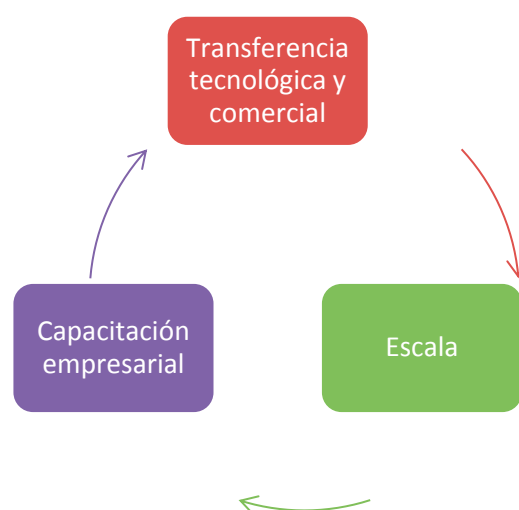 Transferencia
tecnológica y
comercial
Capacitación
empresarial
Escala